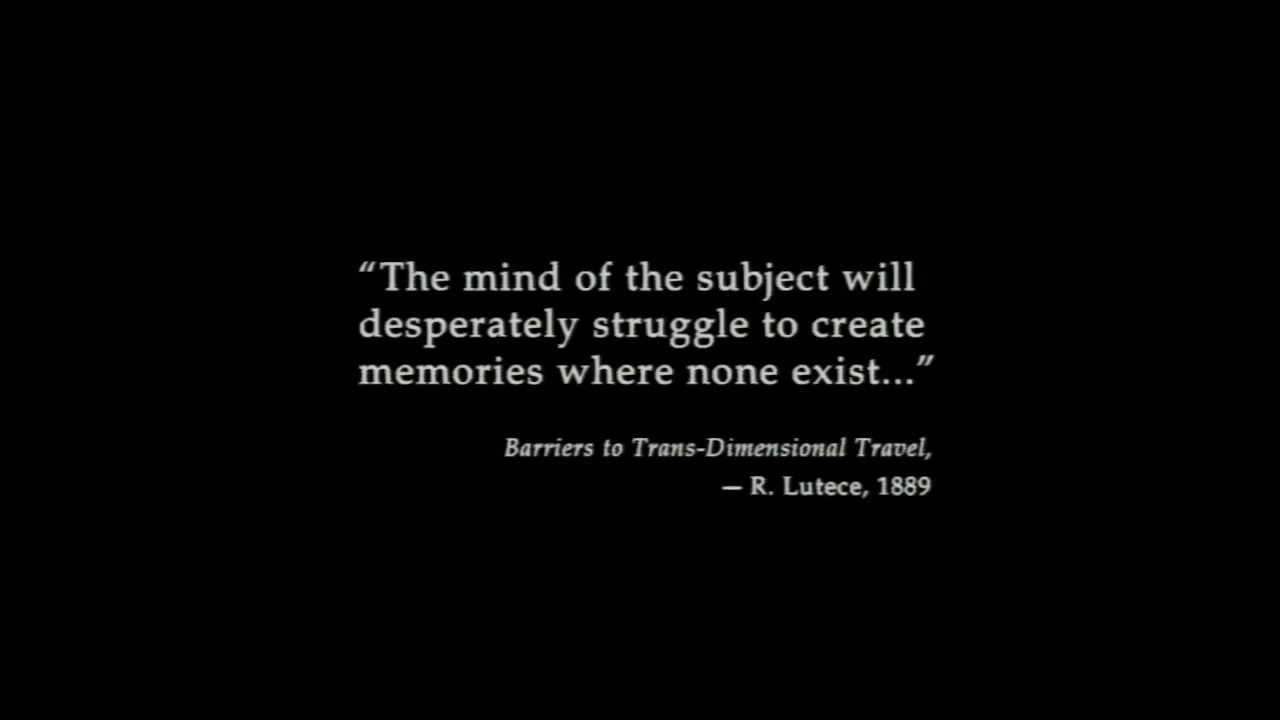 “The mind of the subject will
desperately struggle to create
memories where none exist...”
Barriers to Trans-Dimensional Travel,
— R. Lutece, 1889